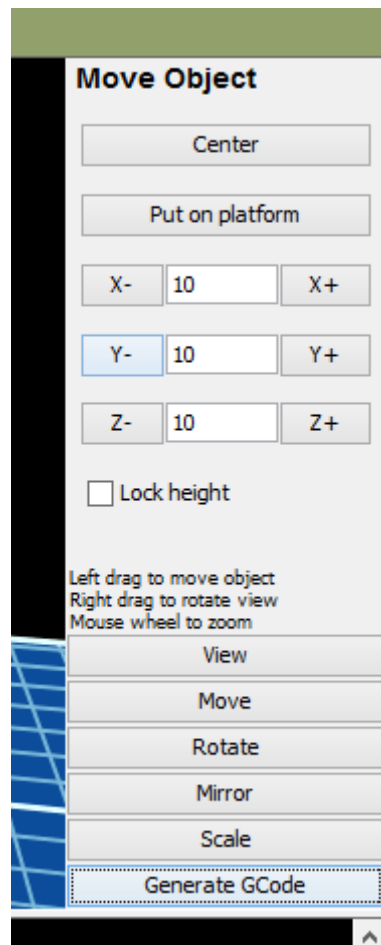 Move Object
Center
Put on platform
X- 10 X+
Y- 10 Y+
Z- 10 Z+
Lock height
Left drag to move object
Right drag to rotate view
Mouse wheel to zoom
View
Move
Rotate
Mirror
Scale
Generate GCode